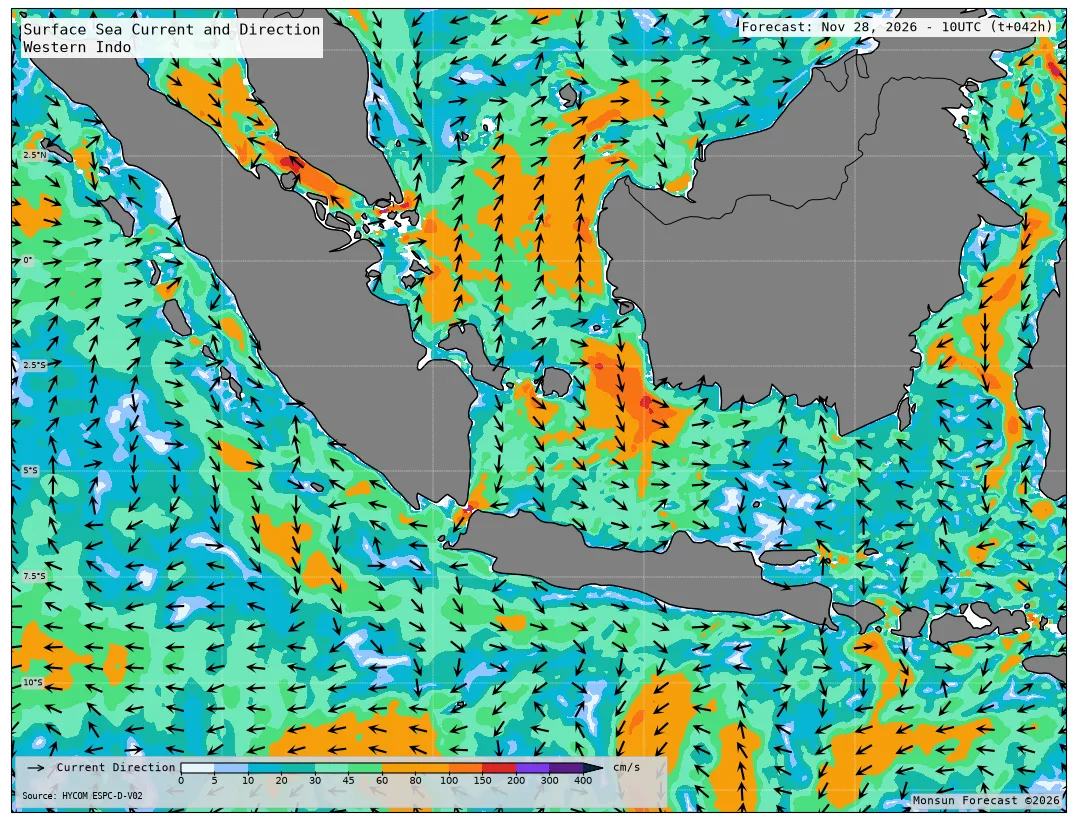 Surface Sea Current and Direction
Western Indo
Forecast: Nov 28, 2026 - 10UTC (t+042h)
2.5°N
0°
2.5°S
5°S
7.5°S
10°S
Current Direction
0 5 10 20 30 45 60 80 100 150 200 300 400 cm/s
Source: HYCOM ESPC-D-V02
Monsun Forecast ©2026